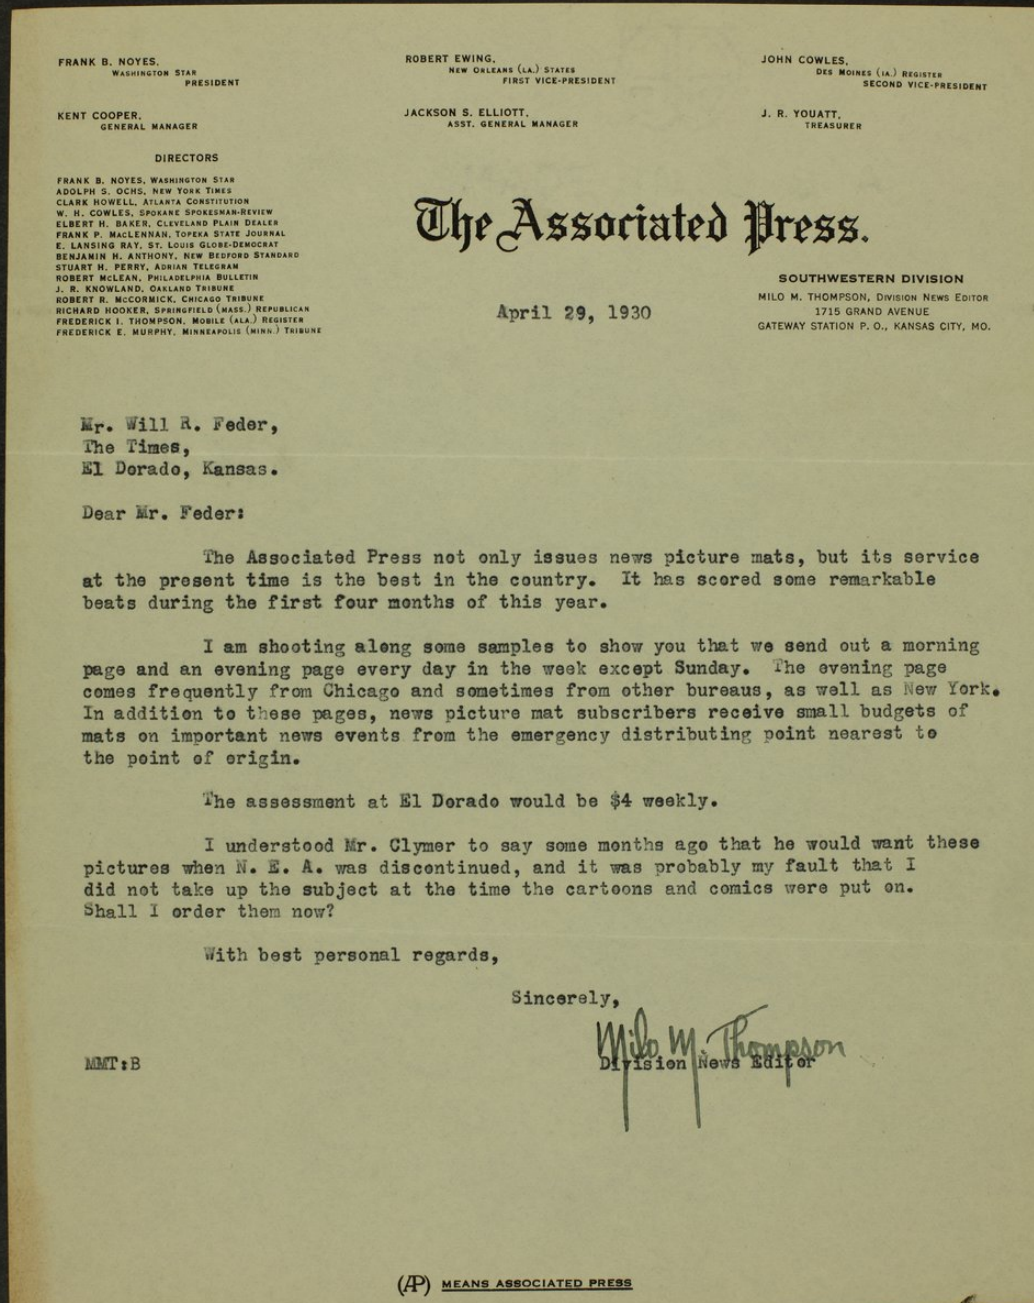 FRANK B. NOYES,
WASHINGTON STAR
PRESIDENT
ROBERT EWING,
NEW ORLEANS (LA.) STATES
FIRST VICE-PRESIDENT
JOHN COWLES,
DES MOINES (IA.) REGISTER
SECOND VICE-PRESIDENT
KENT COOPER,
GENERAL MANAGER
JACKSON S. ELLIOTT,
ASST. GENERAL MANAGER
J. R. YOUATT,
TREASURER
DIRECTORS
FRANK B. NOYES, WASHINGTON STAR
ADOLPH S. OCHS, NEW YORK TIMES
CLARK HOWELL, ATLANTA CONSTITUTION
W. H. COWLES, SPOKANE SPOKESMAN-REVIEW
ELBERT H. BAKER, CLEVELAND PLAIN DEALER
FRANK P. MACLENNAN, TOPEKA STATE JOURNAL
E. LANSING RAY, ST. LOUIS GLOBE-DEMOCRAT
BENJAMIN H. ANTHONY, NEW BEDFORD STANDARD
STUART H. PERRY, ADRIAN TELEGRAM
ROBERT MCLEAN, PHILADELPHIA BULLETIN
J. R. KNOWLAND, OAKLAND TRIBUNE
ROBERT R. MCCORMICK, CHICAGO TRIBUNE
RICHARD HOOKER, SPRINGFIELD (MASS.) REPUBLICAN
FREDERICK I. THOMPSON, MOBILE (ALA.) REGISTER
FREDERICK E. MURPHY, MINNEAPOLIS (MINN.) TRIBUNE
The Associated Press.
SOUTHWESTERN DIVISION
MILO M. THOMPSON, DIVISION NEWS EDITOR
1715 GRAND AVENUE
GATEWAY STATION P. O., KANSAS CITY, MO.
April 29, 1930
Mr. Will R. Feder,
The Times,
El Dorado, Kansas.
Dear Mr. Feder:
The Associated Press not only issues news picture mats, but its service
at the present time is the best in the country. It has scored some remarkable
beats during the first four months of this year.
I am shooting along some samples to show you that we send out a morning
page and an evening page every day in the week except Sunday. The evening page
comes frequently from Chicago and sometimes from other bureaus, as well as New York.
In addition to these pages, news picture mat subscribers receive small budgets of
mats on important news events from the emergency distributing point nearest to
the point of origin.
The assessment at El Dorado would be $4 weekly.
I understood Mr. Clymer to say some months ago that he would want these
pictures when N. E. A. was discontinued, and it was probably my fault that I
did not take up the subject at the time the cartoons and comics were put on.
Shall I order them now?
With best personal regards,
Sincerely,
Milo M. Thompson
Division News Editor
MMT:B
(AP) MEANS ASSOCIATED PRESS